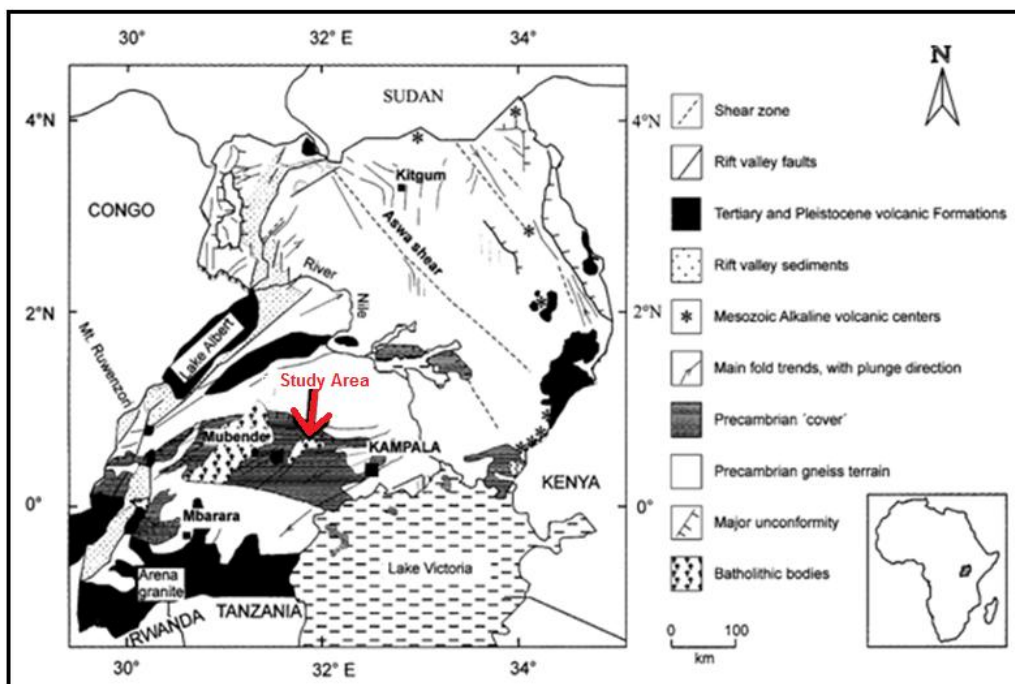 30°
32° E
34°
SUDAN
4°N
4°N
Kitgum
CONGO
Aswa shear
River
Nile
2°N
2°N
Lake Albert
Mt. Ruwenzori
Study Area
Mubende
KAMPALA
KENYA
0°
0°
Mbarara
Lake Victoria
Arena
granite
TANZANIA
RWANDA
30°
32° E
34°
N
Shear zone
Rift valley faults
Tertiary and Pleistocene volcanic Formations
Rift valley sediments
Mesozoic Alkaline volcanic centers
Main fold trends, with plunge direction
Precambrian 'cover'
Precambrian gneiss terrain
Major unconformity
Batholithic bodies
0 100
km